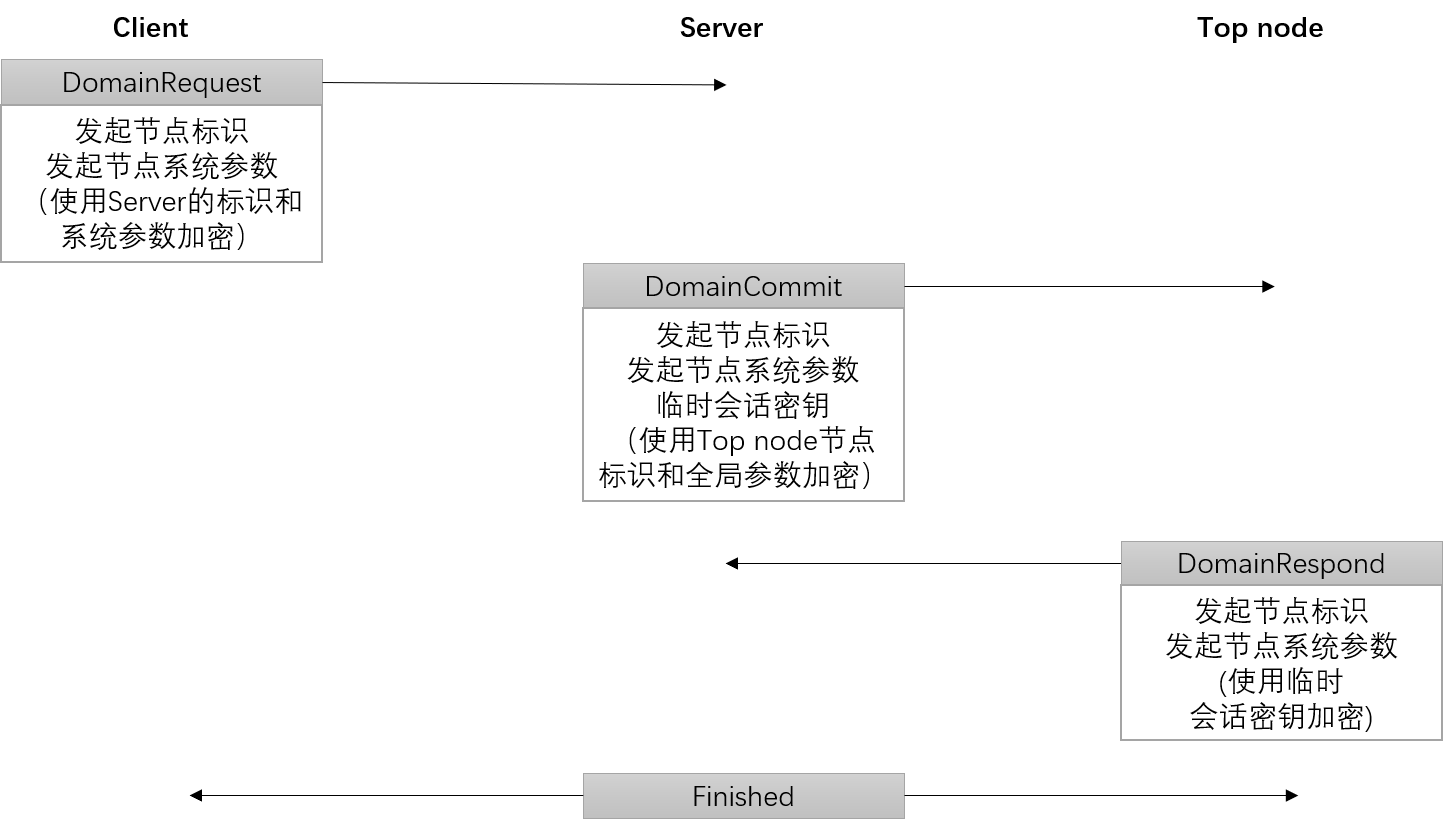 Client
Server
Top node
DomainRequest
发起节点标识
发起节点系统参数
（使用Server的标识和
系统参数加密）
DomainCommit
发起节点标识
发起节点系统参数
临时会话密钥
（使用Top node节点
标识和全局参数加密）
DomainRespond
发起节点标识
发起节点系统参数
(使用临时
会话密钥加密)
Finished